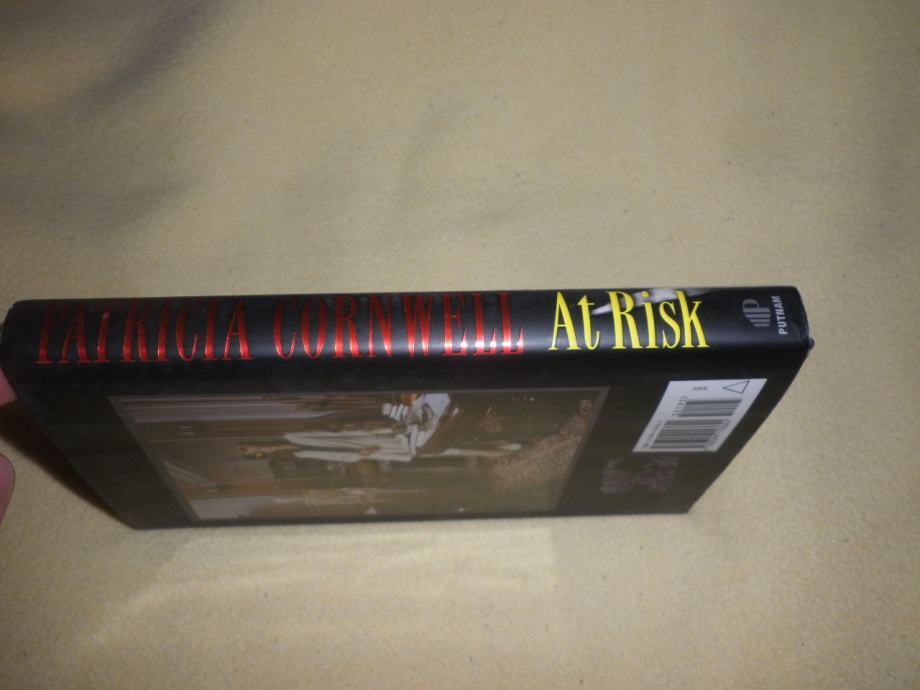 PATRICIA CORNWELL At Risk
PUTNAM